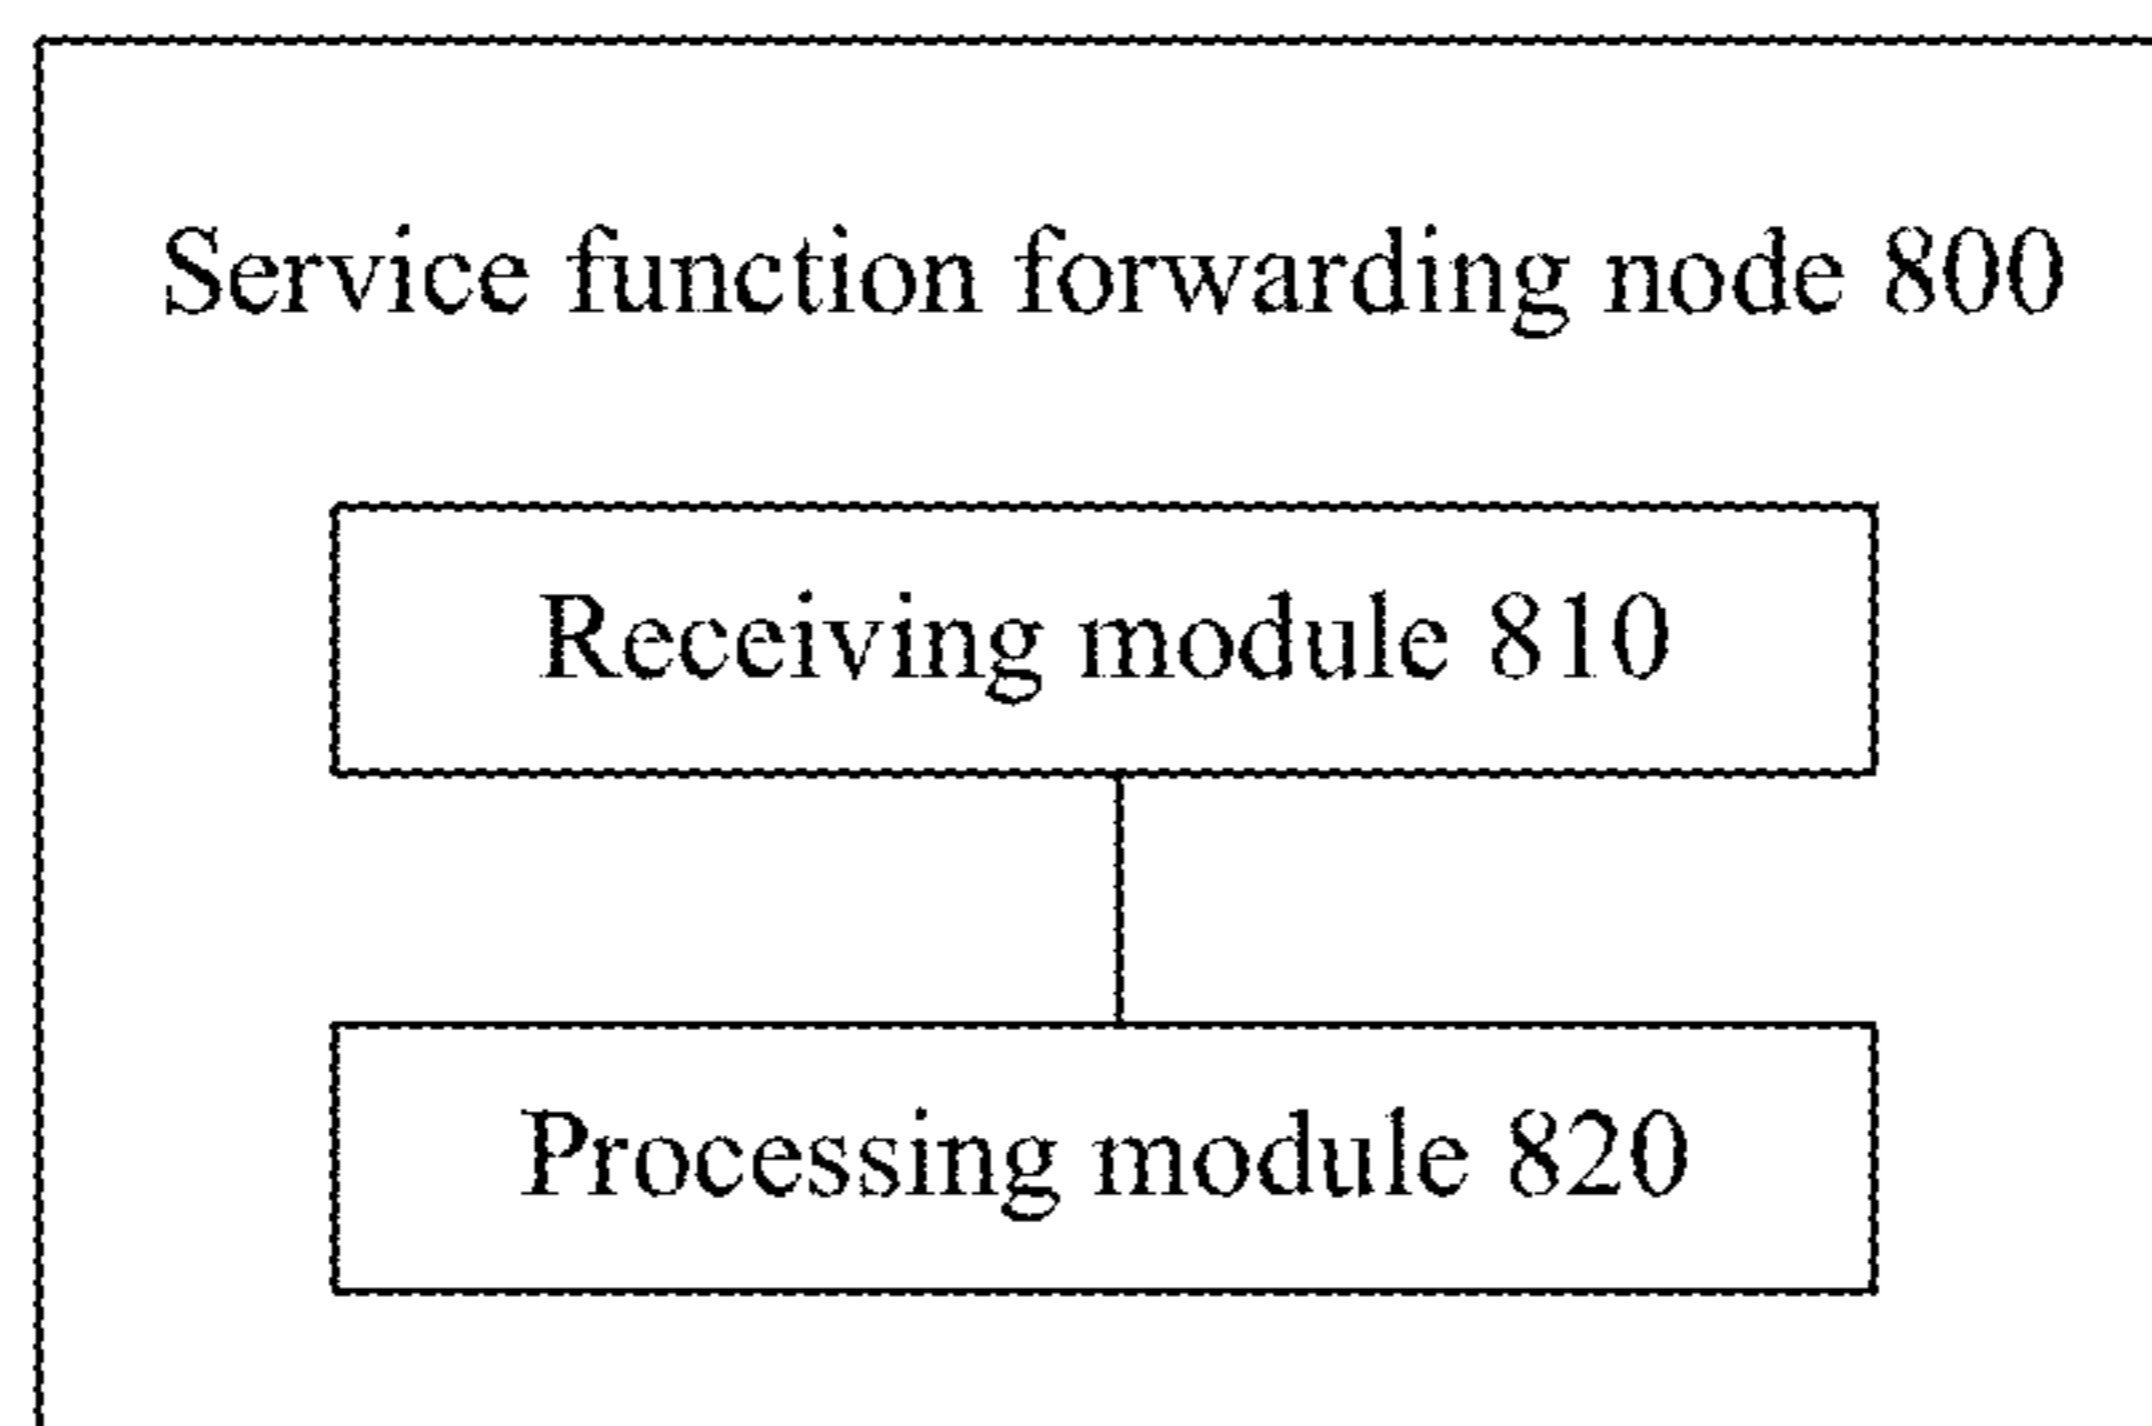 Service function forwarding node 800
Receiving module 810
Processing module 820